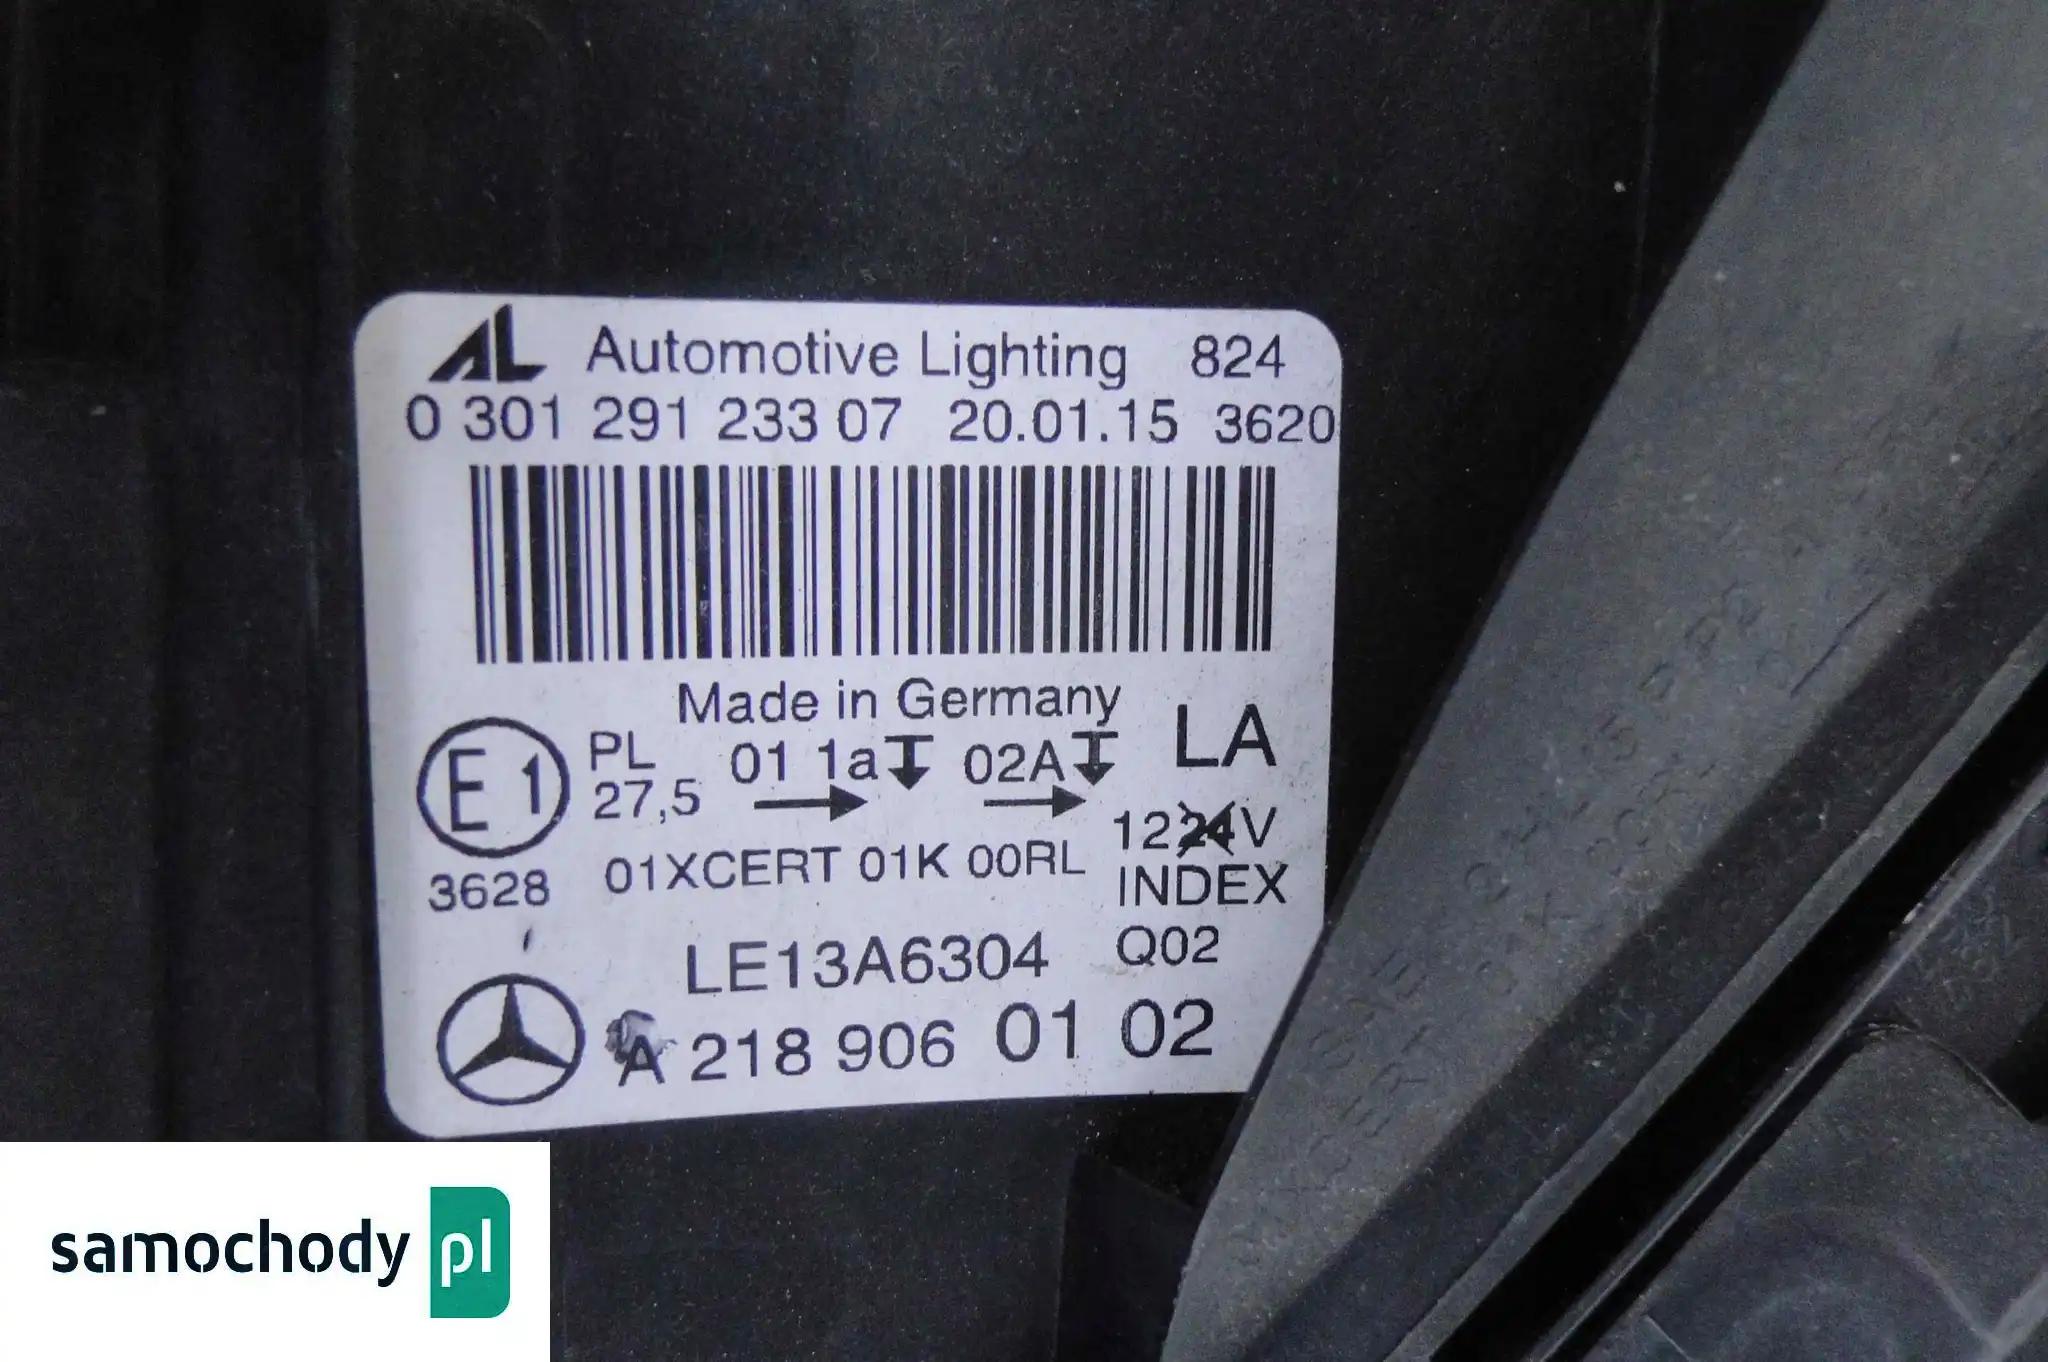 AL Automotive Lighting 824
0 301 291 233 07 20.01.15 3620
Made in Germany
E1 PL 27,5 01 1a 02A LA
01XCERT 01K 00RL 1224V
3628 INDEX
LE13A6304 Q02
A 218 906 01 02
samochody pl